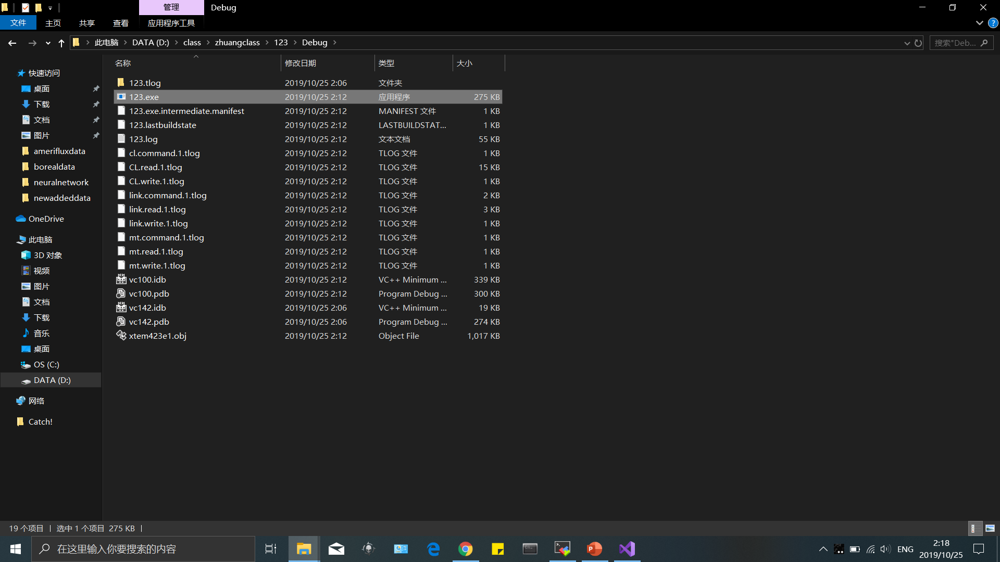 管理 Debug
文件 主页 共享 查看 应用程序工具
此电脑 DATA (D:) class zhuangclass 123 Debug 搜索"Deb...
名称 修改日期 类型 大小
123.tlog 2019/10/25 2:06 文件夹
123.exe 2019/10/25 2:12 应用程序 275 KB
123.exe.intermediate.manifest 2019/10/25 2:12 MANIFEST 文件 1 KB
123.lastbuildstate 2019/10/25 2:12 LASTBUILDSTAT... 1 KB
123.log 2019/10/25 2:12 文本文档 55 KB
cl.command.1.tlog 2019/10/25 2:12 TLOG 文件 1 KB
CL.read.1.tlog 2019/10/25 2:12 TLOG 文件 15 KB
CL.write.1.tlog 2019/10/25 2:12 TLOG 文件 1 KB
link.command.1.tlog 2019/10/25 2:12 TLOG 文件 2 KB
link.read.1.tlog 2019/10/25 2:12 TLOG 文件 3 KB
link.write.1.tlog 2019/10/25 2:12 TLOG 文件 1 KB
mt.command.1.tlog 2019/10/25 2:12 TLOG 文件 1 KB
mt.read.1.tlog 2019/10/25 2:12 TLOG 文件 1 KB
mt.write.1.tlog 2019/10/25 2:12 TLOG 文件 1 KB
vc100.idb 2019/10/25 2:12 VC++ Minimum ... 339 KB
vc100.pdb 2019/10/25 2:12 Program Debug ... 300 KB
vc142.idb 2019/10/25 2:06 VC++ Minimum ... 19 KB
vc142.pdb 2019/10/25 2:06 Program Debug ... 274 KB
xtem423e1.obj 2019/10/25 2:12 Object File 1,017 KB
快速访问
桌面
下载
文档
图片
amerifluxdata
borealdata
neuralnetwork
newaddeddata
OneDrive
此电脑
3D 对象
视频
图片
文档
下载
音乐
桌面
OS (C:)
DATA (D:)
网络
Catch!
19 个项目 选中 1 个项目 275 KB
在这里输入你要搜索的内容
ENG
2:18
2019/10/25